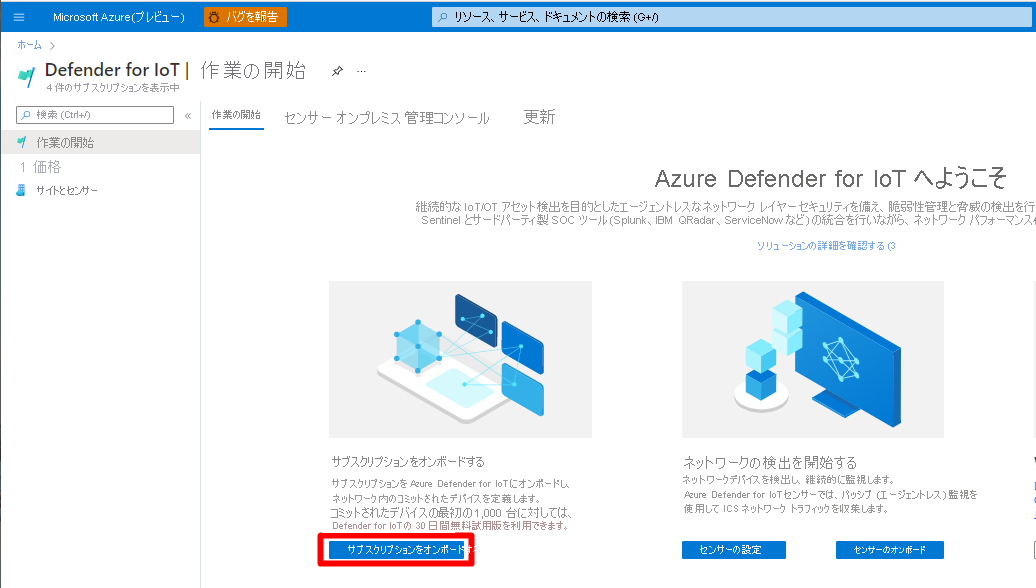 Microsoft Azure(プレビュー) バグを報告 リソース、サービス、ドキュメントの検索 (G+/)
ホーム >
Defender for IoT | 作業の開始 ...
4 件のサブスクリプションを表示中
検索 (Ctrl+/) «
作業の開始
1 価格
サイトとセンサー
作業の開始 センサー オンプレミス 管理コンソール 更新
Azure Defender for IoT へようこそ
継続的な IoT/OT アセット検出を目的としたエージェントレスなネットワーク レイヤーセキュリティを備え、脆弱性管理と脅威の検出を行
Sentinel とサードパーティ製 SOC ツール (Splunk、IBM QRadar、ServiceNow など) の統合を行いながら、ネットワーク パフォーマンス
ソリューションの詳細を確認する (3
サブスクリプションをオンボードする
サブスクリプションを Azure Defender for IoTにオンボードし、
ネットワーク内のコミットされたデバイスを定義します。
コミットされたデバイスの最初の1,000 台に対しては、
Defender for IoTの 30 日間無料試用版を利用できます。
サブスクリプションをオンボードす
ネットワークの検出を開始する
ネットワークデバイスを検出し、継続的に監視します。
Azure Defender for IoTセンサーでは、パッシブ (エージェントレス) 監視を
使用して ICS ネットワーク トラフィックを収集します。
センサーの設定 センサーのオンボード